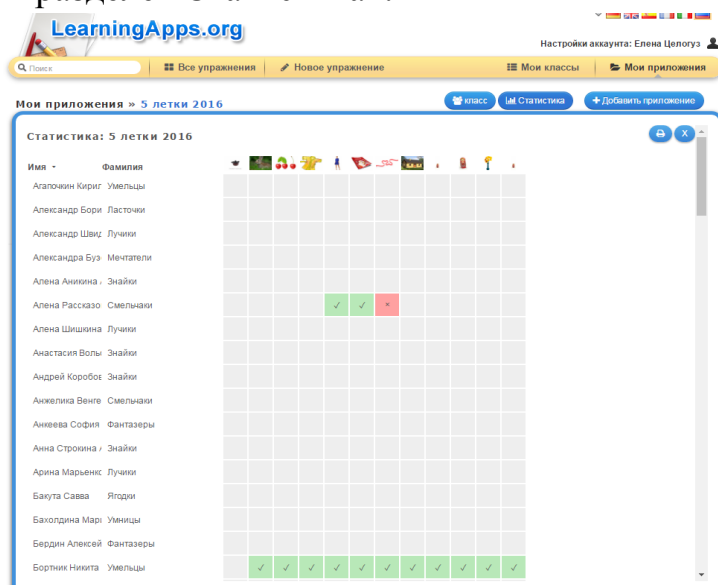 LearningApps.org
Настройки аккаунта: Елена Целогуз
Поиск
Все упражнения
Новое упражнение
Мои классы
Мои приложения
Мои приложения » 5 летки 2016
класс
Статистика
Добавить приложение
Статистика: 5 летки 2016
X
Имя Фамилия
Агапочкин Кирил Умельцы
Александр Бори Ласточки
Александр Швид Лучики
Александра Буз Мечтатели
Алена Аникина Знайки
Алена Рассказо Смельчаки
Алена Шишкина Лучики
Анастасия Волы Знайки
Андрей Коробов Знайки
Анжелика Венге Смельчаки
Анкеева София Фантазеры
Анна Строкина Знайки
Арина Марьенко Лучики
Бакута Савва Ягодки
Бахолдина Мари Умницы
Бердин Алексей Фантазеры
Бортник Никита Умельцы